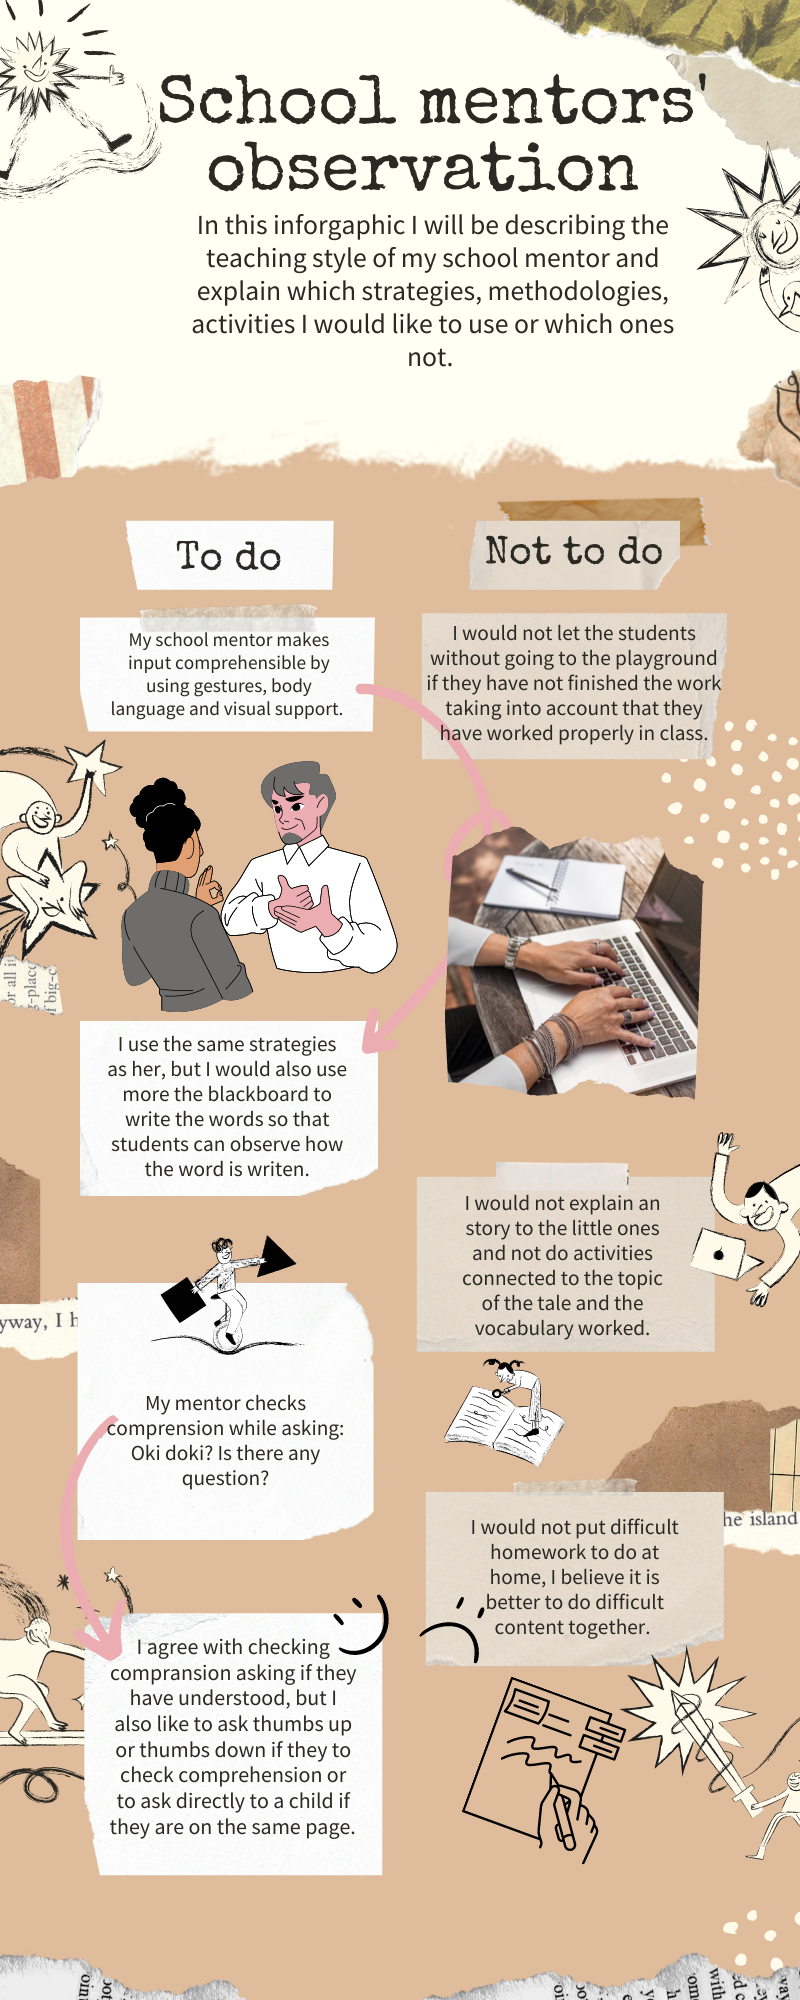 School mentors'
observation
In this inforgaphic I will be describing the
teaching style of my school mentor and
explain which strategies, methodologies,
activities I would like to use or which ones
not.
To do
Not to do
My school mentor makes
input comprehensible by
using gestures, body
language and visual support.
I would not let the students
without going to the playground
if they have not finished the work
taking into account that they
have worked properly in class.
I use the same strategies
as her, but I would also use
more the blackboard to
write the words so that
students can observe how
the word is writen.
I would not explain an
story to the little ones
and not do activities
connected to the topic
of the tale and the
vocabulary worked.
My mentor checks
comprension while asking:
Oki doki? Is there any
question?
I would not put difficult
homework to do at
home, I believe it is
better to do difficult
content together.
I agree with checking
compransion asking if they
have understood, but I
also like to ask thumbs up
or thumbs down if they to
check comprehension or
to ask directly to a child if
they are on the same page.
or all
g-place
f big-c
yway, I h
he island